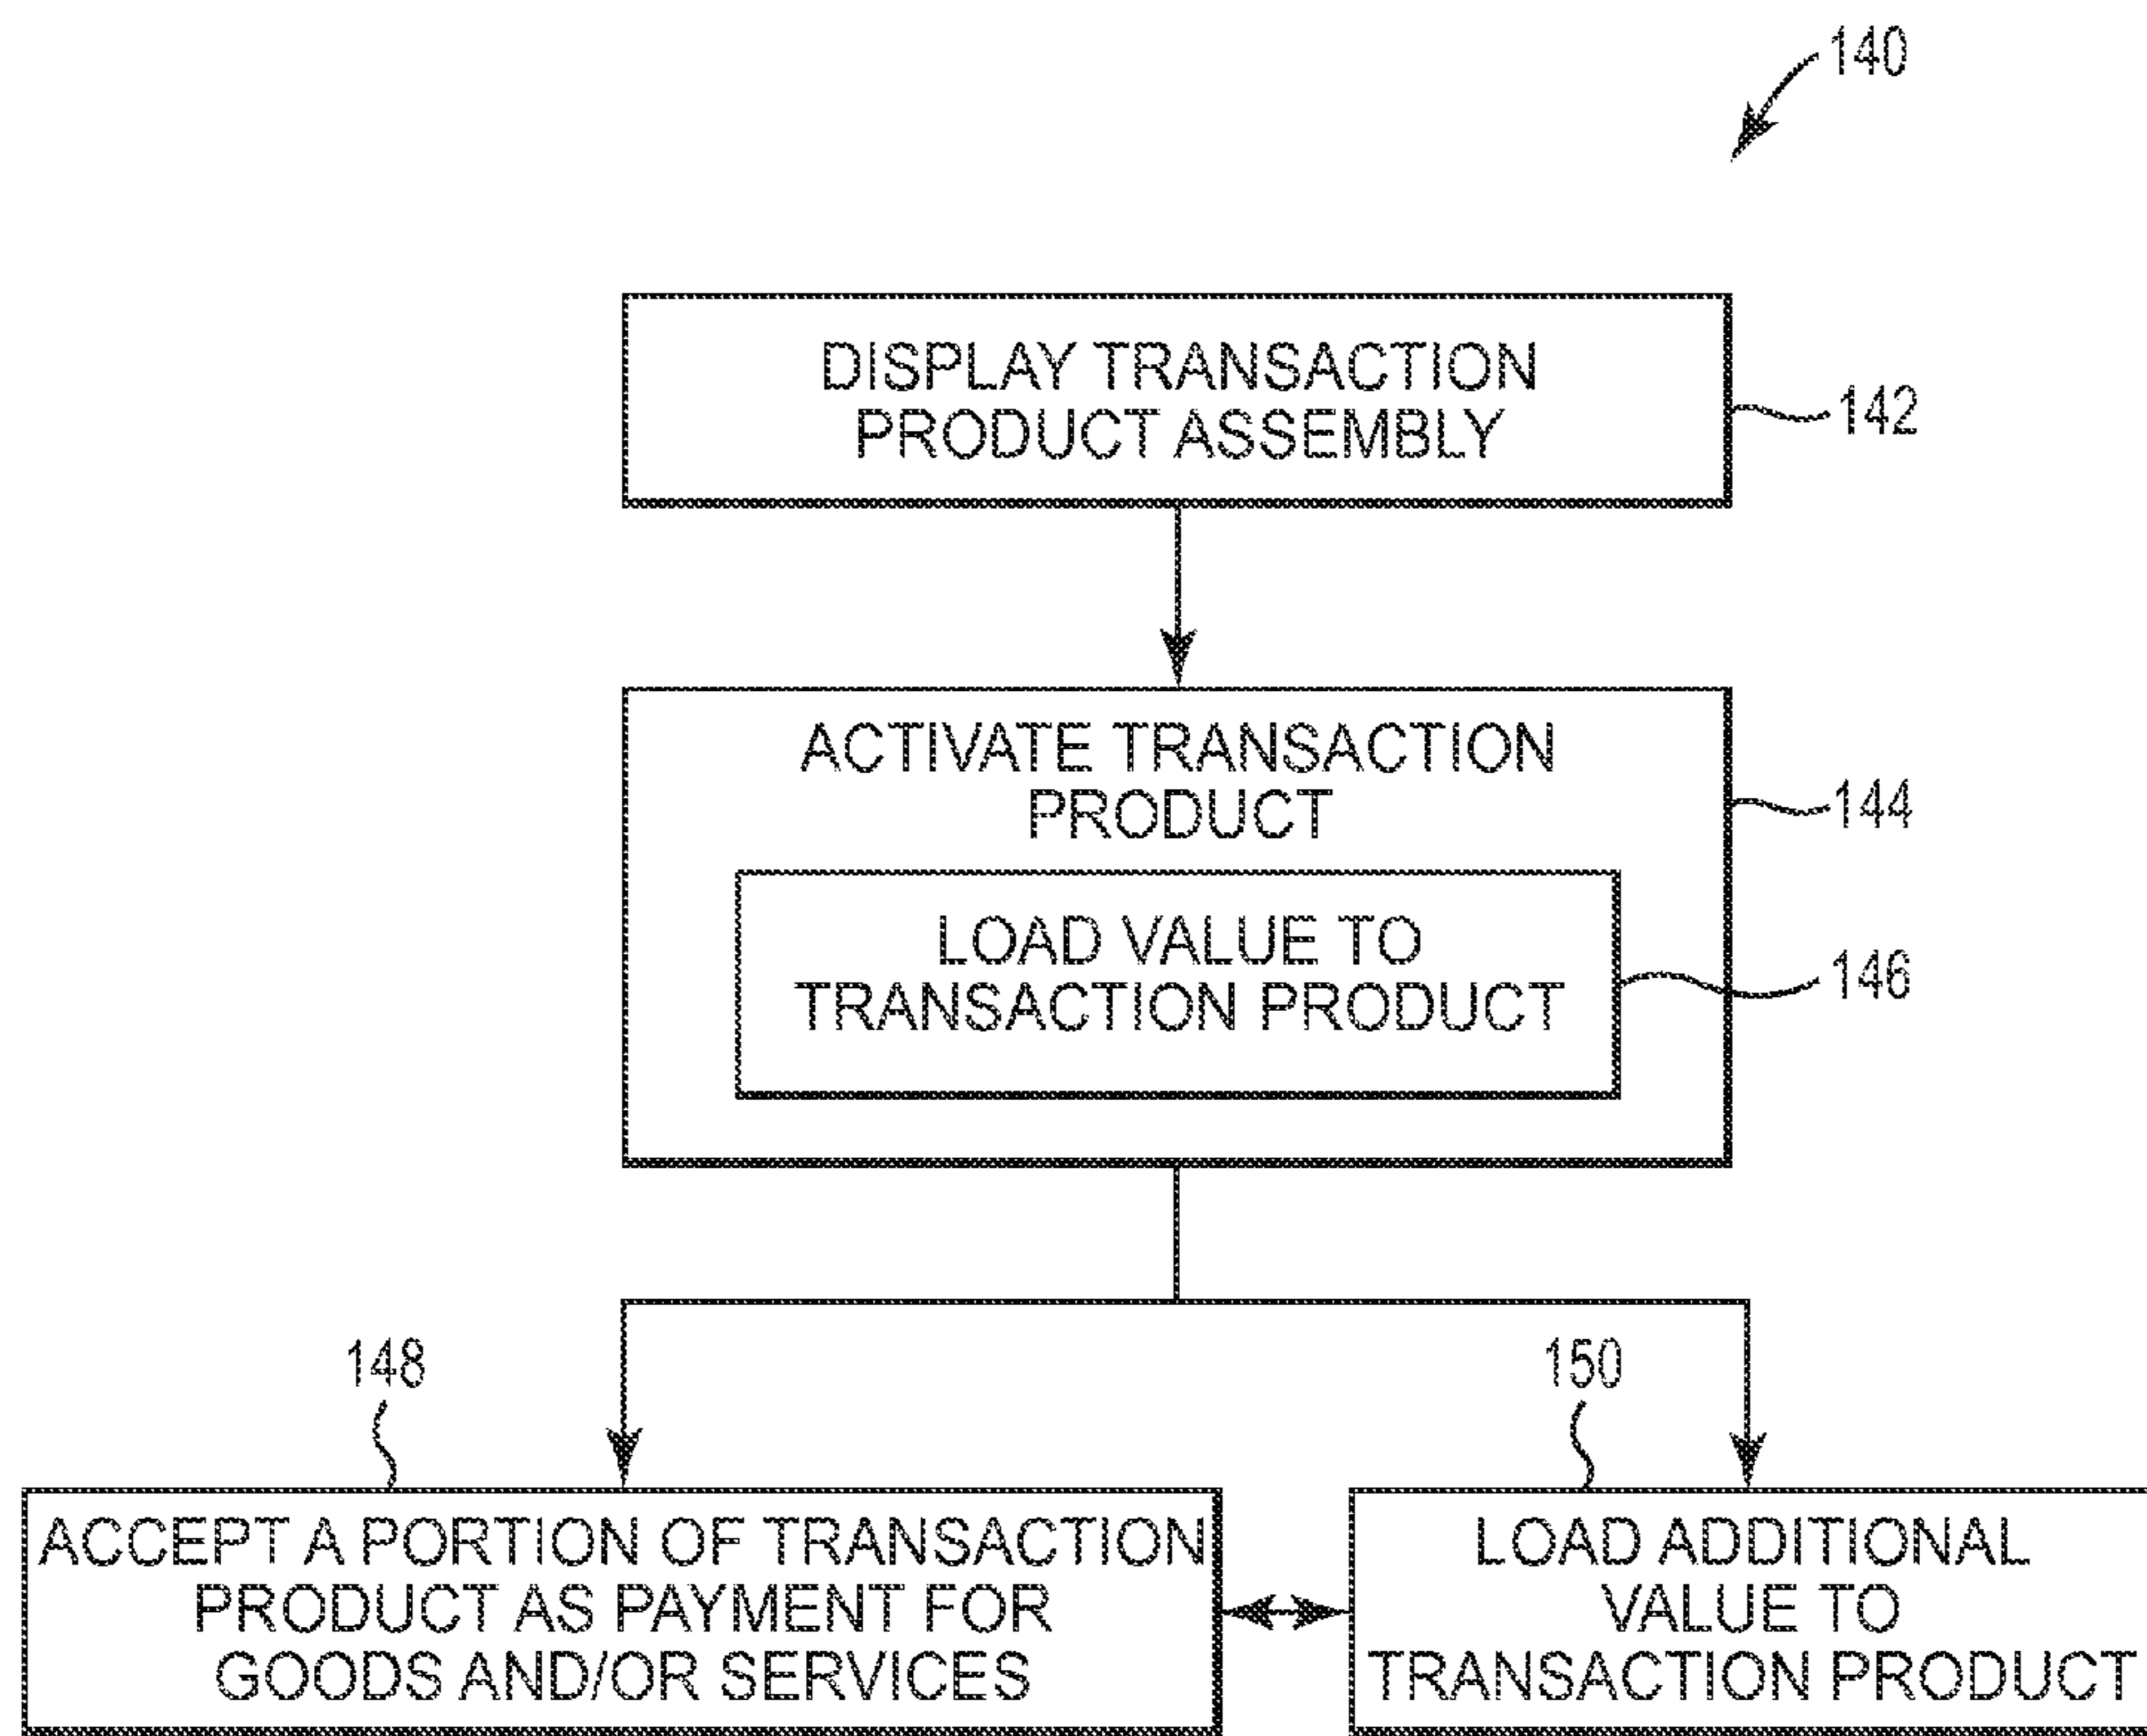 140
DISPLAY TRANSACTION
PRODUCT ASSEMBLY
142
ACTIVATE TRANSACTION
PRODUCT
144
LOAD VALUE TO
TRANSACTION PRODUCT
146
148
150
ACCEPT A PORTION OF TRANSACTION
PRODUCT AS PAYMENT FOR
GOODS AND/OR SERVICES
LOAD ADDITIONAL
VALUE TO
TRANSACTION PRODUCT